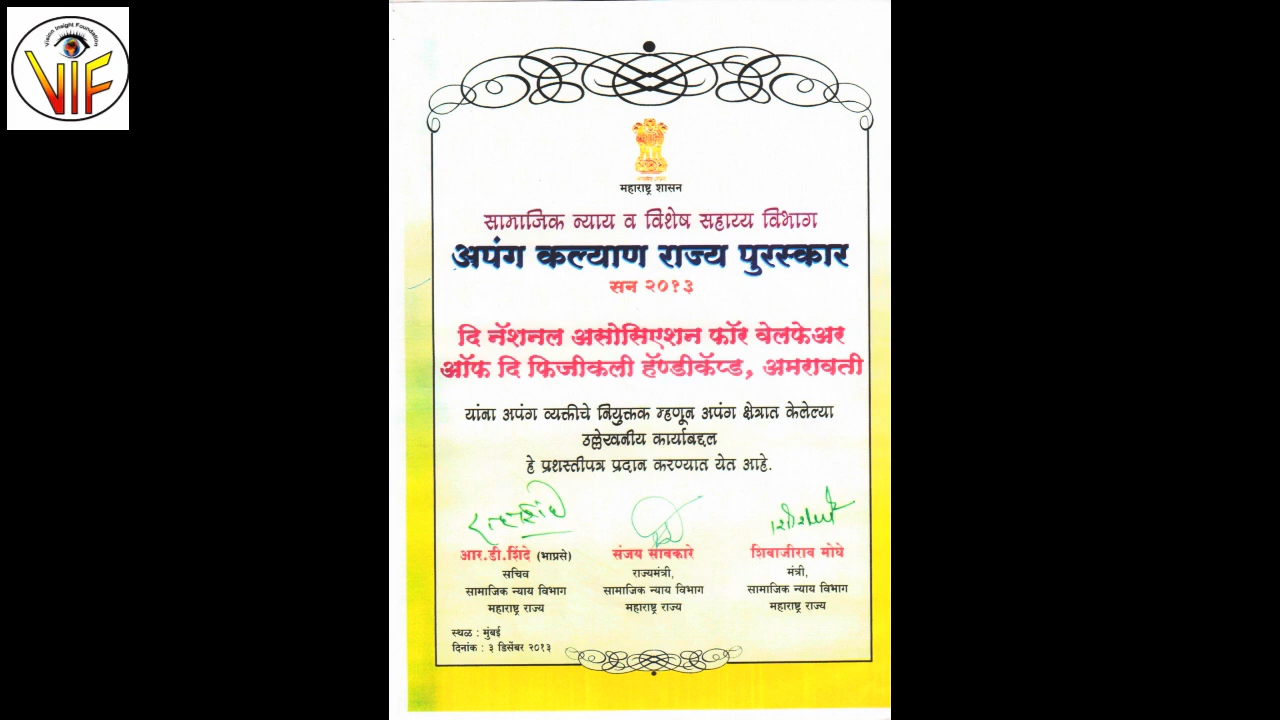 Vision Insight Foundation
VIF
महाराष्ट्र शासन
सामाजिक न्याय व विशेष सहाय्य विभाग
अपंग कल्याण राज्य पुरस्कार
सन २०१३
दि नॅशनल असोसिएशन फॉर वेलफेअर
ऑफ दि फिजीकली हॅण्डीकॅप्ड, अमरावती
यांना अपंग व्यक्तीचे नियुक्तक म्हणून अपंग क्षेत्रात केलेल्या
उल्लेखनीय कार्याबद्दल
हे प्रशस्तीपत्र प्रदान करण्यात येत आहे.
आर.डी.शिंदे (भाप्रसे)
सचिव
सामाजिक न्याय विभाग
महाराष्ट्र राज्य
संजय सावकारे
राज्यमंत्री,
सामाजिक न्याय विभाग
महाराष्ट्र राज्य
शिवाजीराव मोघे
मंत्री,
सामाजिक न्याय विभाग
महाराष्ट्र राज्य
स्थळ : मुंबई
दिनांक : ३ डिसेंबर २०१३